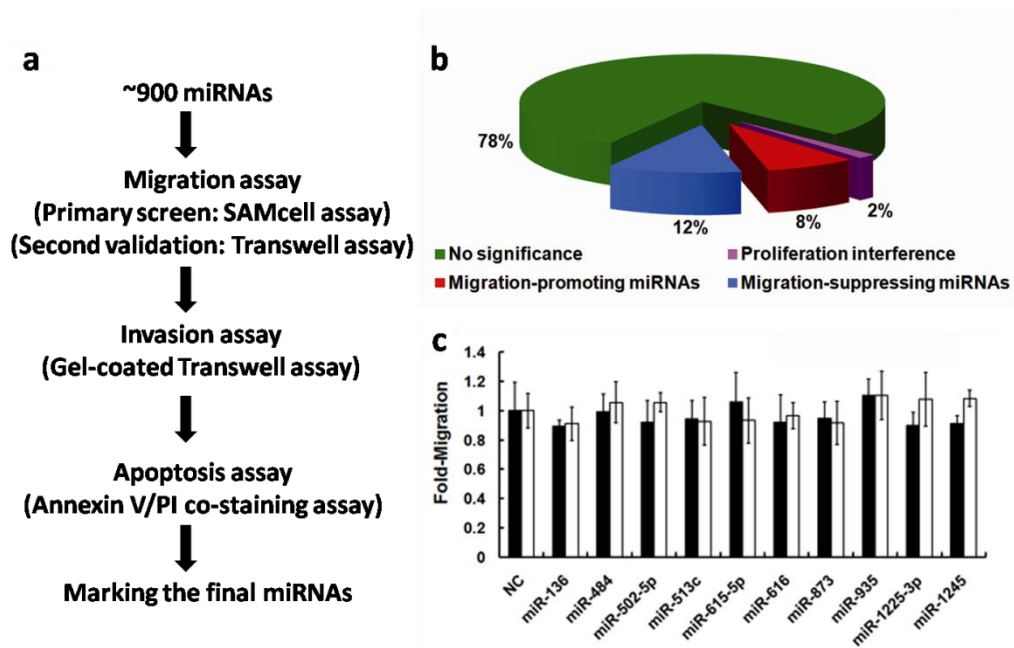 a
~900 miRNAs
Migration assay
(Primary screen: SAMcell assay)
(Second validation: Transwell assay)
Invasion assay
(Gel-coated Transwell assay)
Apoptosis assay
(Annexin V/PI co-staining assay)
Marking the final miRNAs
b
78%
12%
8%
2%
No significance
Proliferation interference
Migration-promoting miRNAs
Migration-suppressing miRNAs
c
Fold-Migration
1.4
1.2
1
0.8
0.6
0.4
0.2
0
NC
miR-136
miR-484
miR-502-5p
miR-513c
miR-615-5p
miR-616
miR-873
miR-935
miR-1225-3p
miR-1245